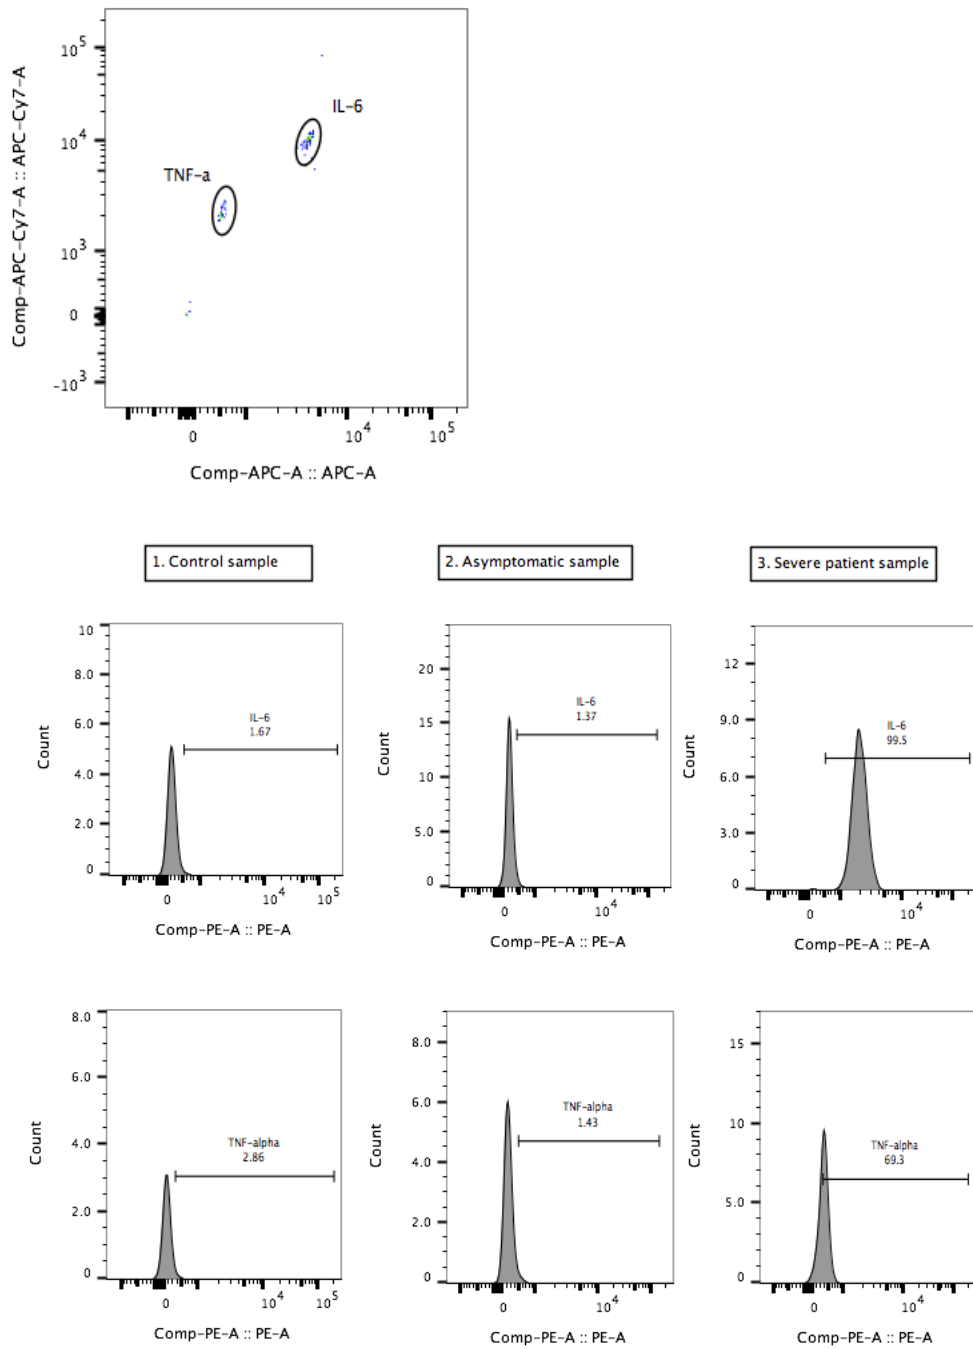 10^5
10^4
10^3
0
-10^3
Comp-APC-Cy7-A :: APC-Cy7-A
IL-6
TNF-a
0
10^4
10^5
Comp-APC-A :: APC-A
1. Control sample
2. Asymptomatic sample
3. Severe patient sample
10
8.0
6.0
4.0
2.0
0
Count
IL-6
1.67
0
10^4
10^5
Comp-PE-A :: PE-A
20
15
10
5.0
0
Count
IL-6
1.37
0
10^4
Comp-PE-A :: PE-A
12
9.0
6.0
3.0
0
Count
IL-6
99.5
0
10^4
Comp-PE-A :: PE-A
8.0
6.0
4.0
2.0
0
Count
TNF-alpha
2.86
0
10^4
10^5
Comp-PE-A :: PE-A
8.0
6.0
4.0
2.0
0
Count
TNF-alpha
1.43
0
10^4
Comp-PE-A :: PE-A
15
10
5.0
0
Count
TNF-alpha
69.3
0
10^4
Comp-PE-A :: PE-A